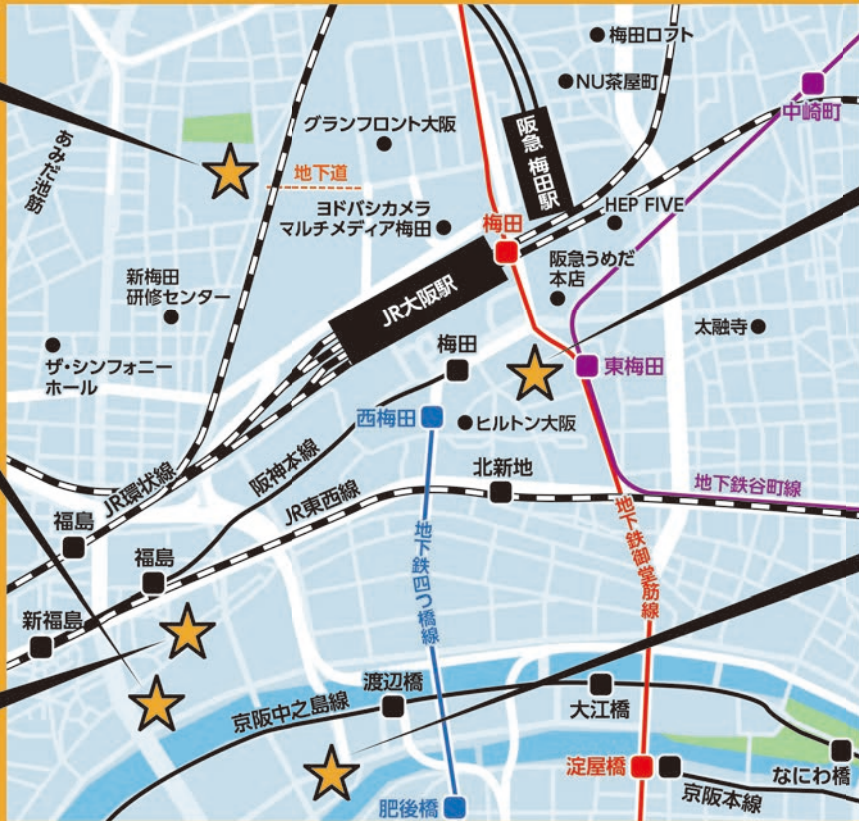 梅田ロフト
NU茶屋町
中崎町
あみだ池筋
グランフロント大阪
阪急 梅田駅
地下道
ヨドバシカメラ
マルチメディア梅田
梅田
HEP FIVE
新梅田
研修センター
JR大阪駅
阪急うめだ
本店
太融寺
ザ・シンフォニー
ホール
梅田
東梅田
西梅田
ヒルトン大阪
JR環状線
阪神本線
JR東西線
北新地
地下鉄谷町線
福島
福島
新福島
地下鉄四つ橋線
地下鉄御堂筋線
京阪中之島線
渡辺橋
大江橋
淀屋橋
なにわ橋
京阪本線
肥後橋